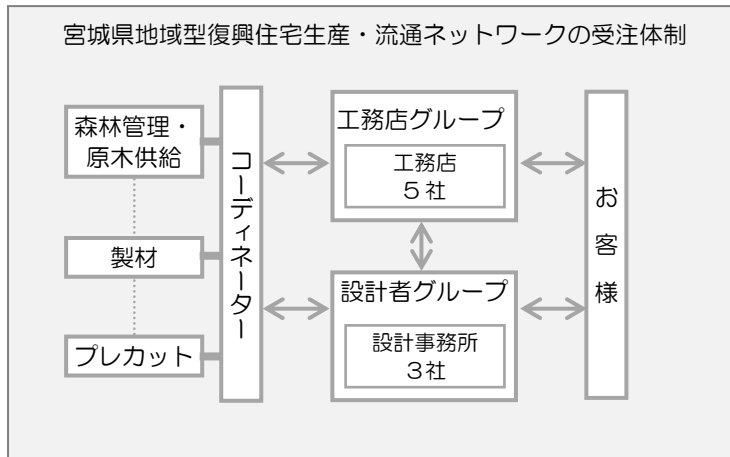 宮城県地域型復興住宅生産・流通ネットワークの受注体制
森林管理・
原木供給
製材
プレカット
コーディネーター
工務店グループ
工務店
5社
設計者グループ
設計事務所
3社
お客様